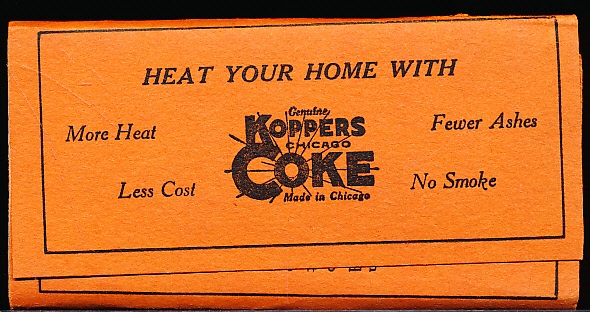 HEAT YOUR HOME WITH
More Heat
Less Cost
Genuine
KOPPERS
CHICAGO
COKE
Made in Chicago
Fewer Ashes
No Smoke